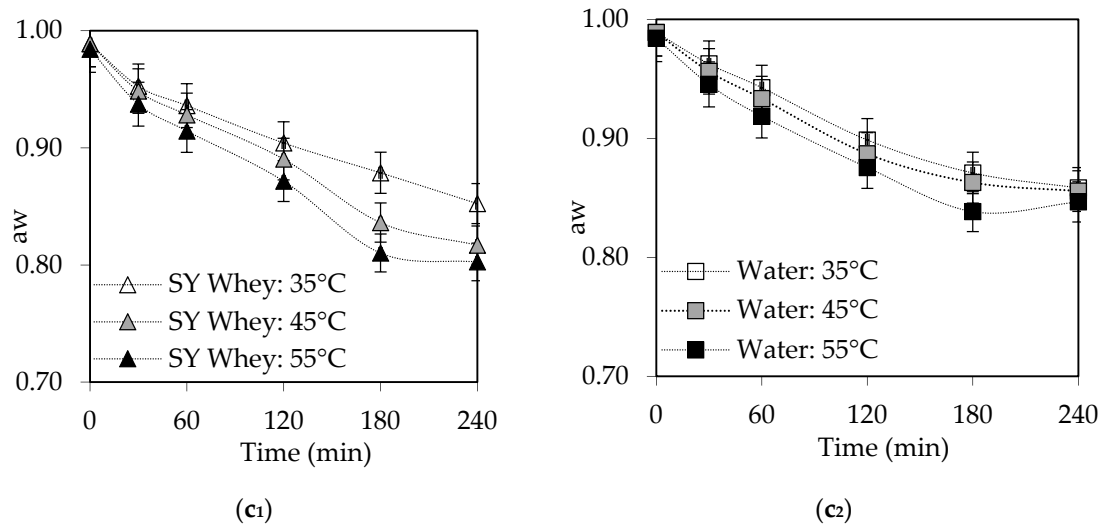 1.00
0.90
0.80
0.70
aw
SY Whey: 35°C
SY Whey: 45°C
SY Whey: 55°C
0 60 120 180 240
Time (min)
(c1)
1.00
0.90
0.80
0.70
aw
Water: 35°C
Water: 45°C
Water: 55°C
0 60 120 180 240
Time (min)
(c2)